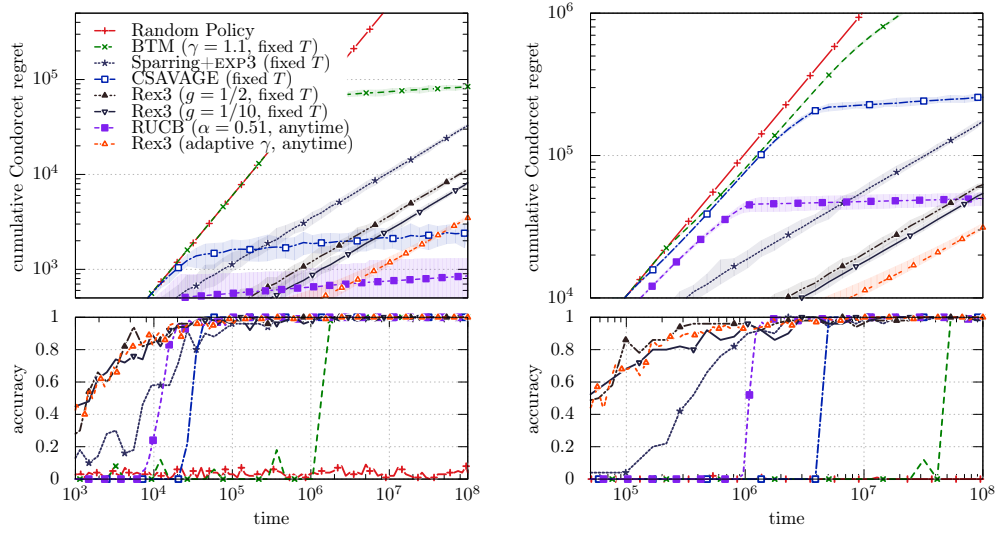 cumulative Condorcet regret
10^5
10^4
10^3
Random Policy
BTM (γ = 1.1, fixed T)
Sparring+EXP3 (fixed T)
CSAVAGE (fixed T)
Rex3 (g = 1/2, fixed T)
Rex3 (g = 1/10, fixed T)
RUCB (α = 0.51, anytime)
Rex3 (adaptive γ, anytime)
accuracy
1
0.8
0.6
0.4
0.2
0
10^3 10^4 10^5 10^6 10^7 10^8
time
cumulative Condorcet regret
10^6
10^5
10^4
accuracy
1
0.8
0.6
0.4
0.2
0
10^5 10^6 10^7 10^8
time